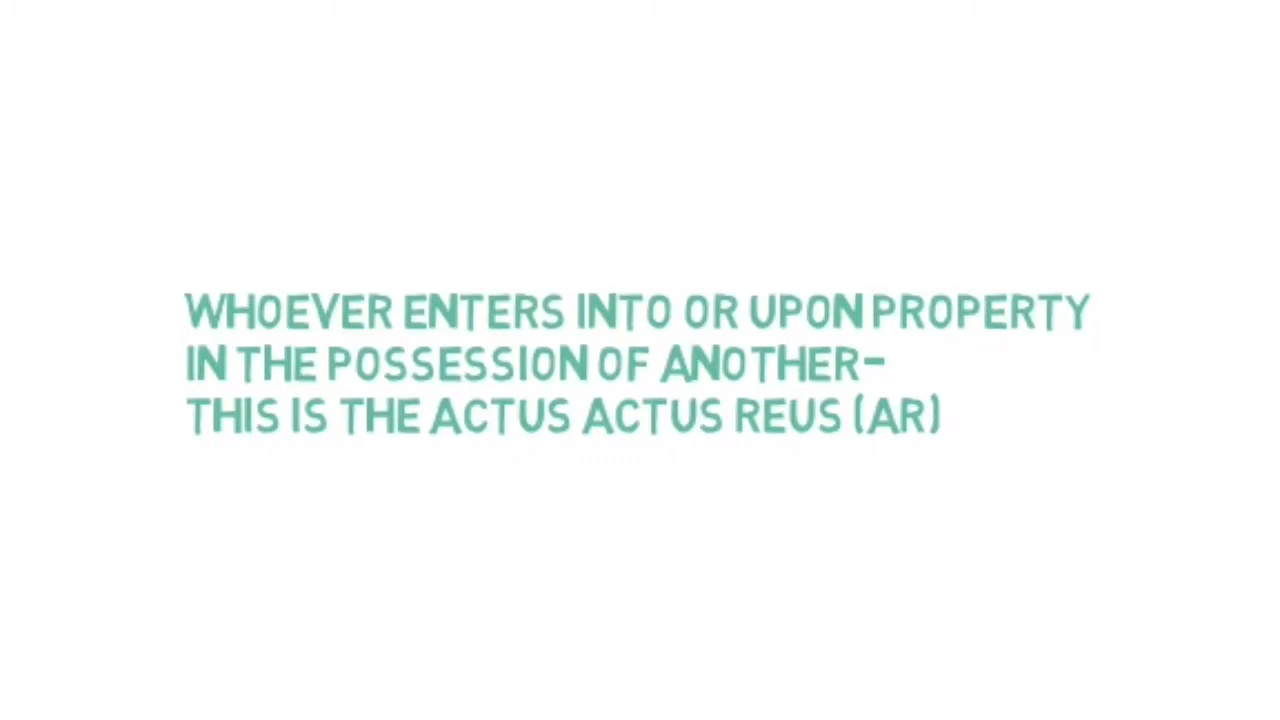 WHOEVER ENTERS INTO OR UPON PROPERTY
IN THE POSSESSION OF ANOTHER-
THIS IS THE ACTUS ACTUS REUS (AR)